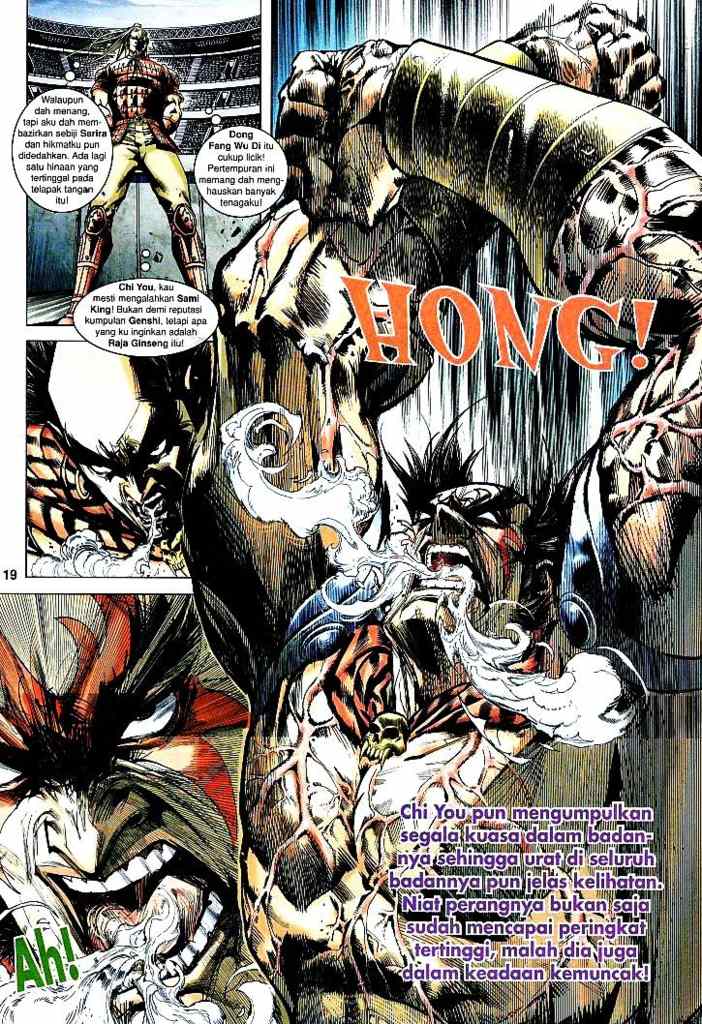 Walaupun
dah menang,
tapi aku dah mem-
bazirkan sebiji Sarira
dan hikmatku pun
didedahkan. Ada lagi
satu hinaan yang
tertinggal pada
telapak tangan
itu!
Dong
Fang Wu Di itu
cukup licik!
Pertempuran ini
memang dah meng-
hauskan banyak
tenagaku!
Chi You, kau
mesti mengalahkan Sami
King! Bukan demi reputasi
kumpulan Genshi, tetapi apa
yang ku inginkan adalah
Raja Ginseng itu!
HONG!
19
Ah!
Chi You pun mengumpulkan
segala kuasa dalam badan-
nya sehingga urat di seluruh
badannya pun jelas kelihatan.
Niat perangnya bukan saja
sudah mencapai peringkat
tertinggi, malah dia juga
dalam keadaan kemuncak!